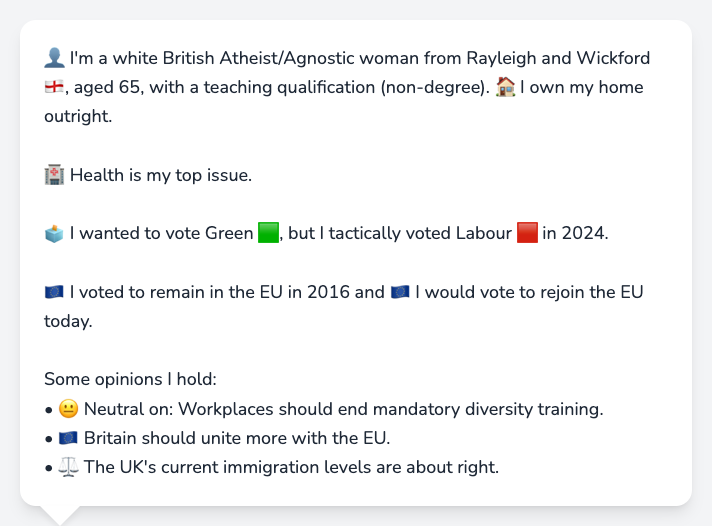 👤 I'm a white British Atheist/Agnostic woman from Rayleigh and Wickford
🏴󠁧󠁢󠁥󠁮󠁧󠁿, aged 65, with a teaching qualification (non-degree). 🏠 I own my home
outright.
🏥 Health is my top issue.
🗳️ I wanted to vote Green 🟩, but I tactically voted Labour 🟥 in 2024.
🇪🇺 I voted to remain in the EU in 2016 and 🇪🇺 I would vote to rejoin the EU
today.
Some opinions I hold:
• 😐 Neutral on: Workplaces should end mandatory diversity training.
• 🇪🇺 Britain should unite more with the EU.
• ⚖️ The UK's current immigration levels are about right.